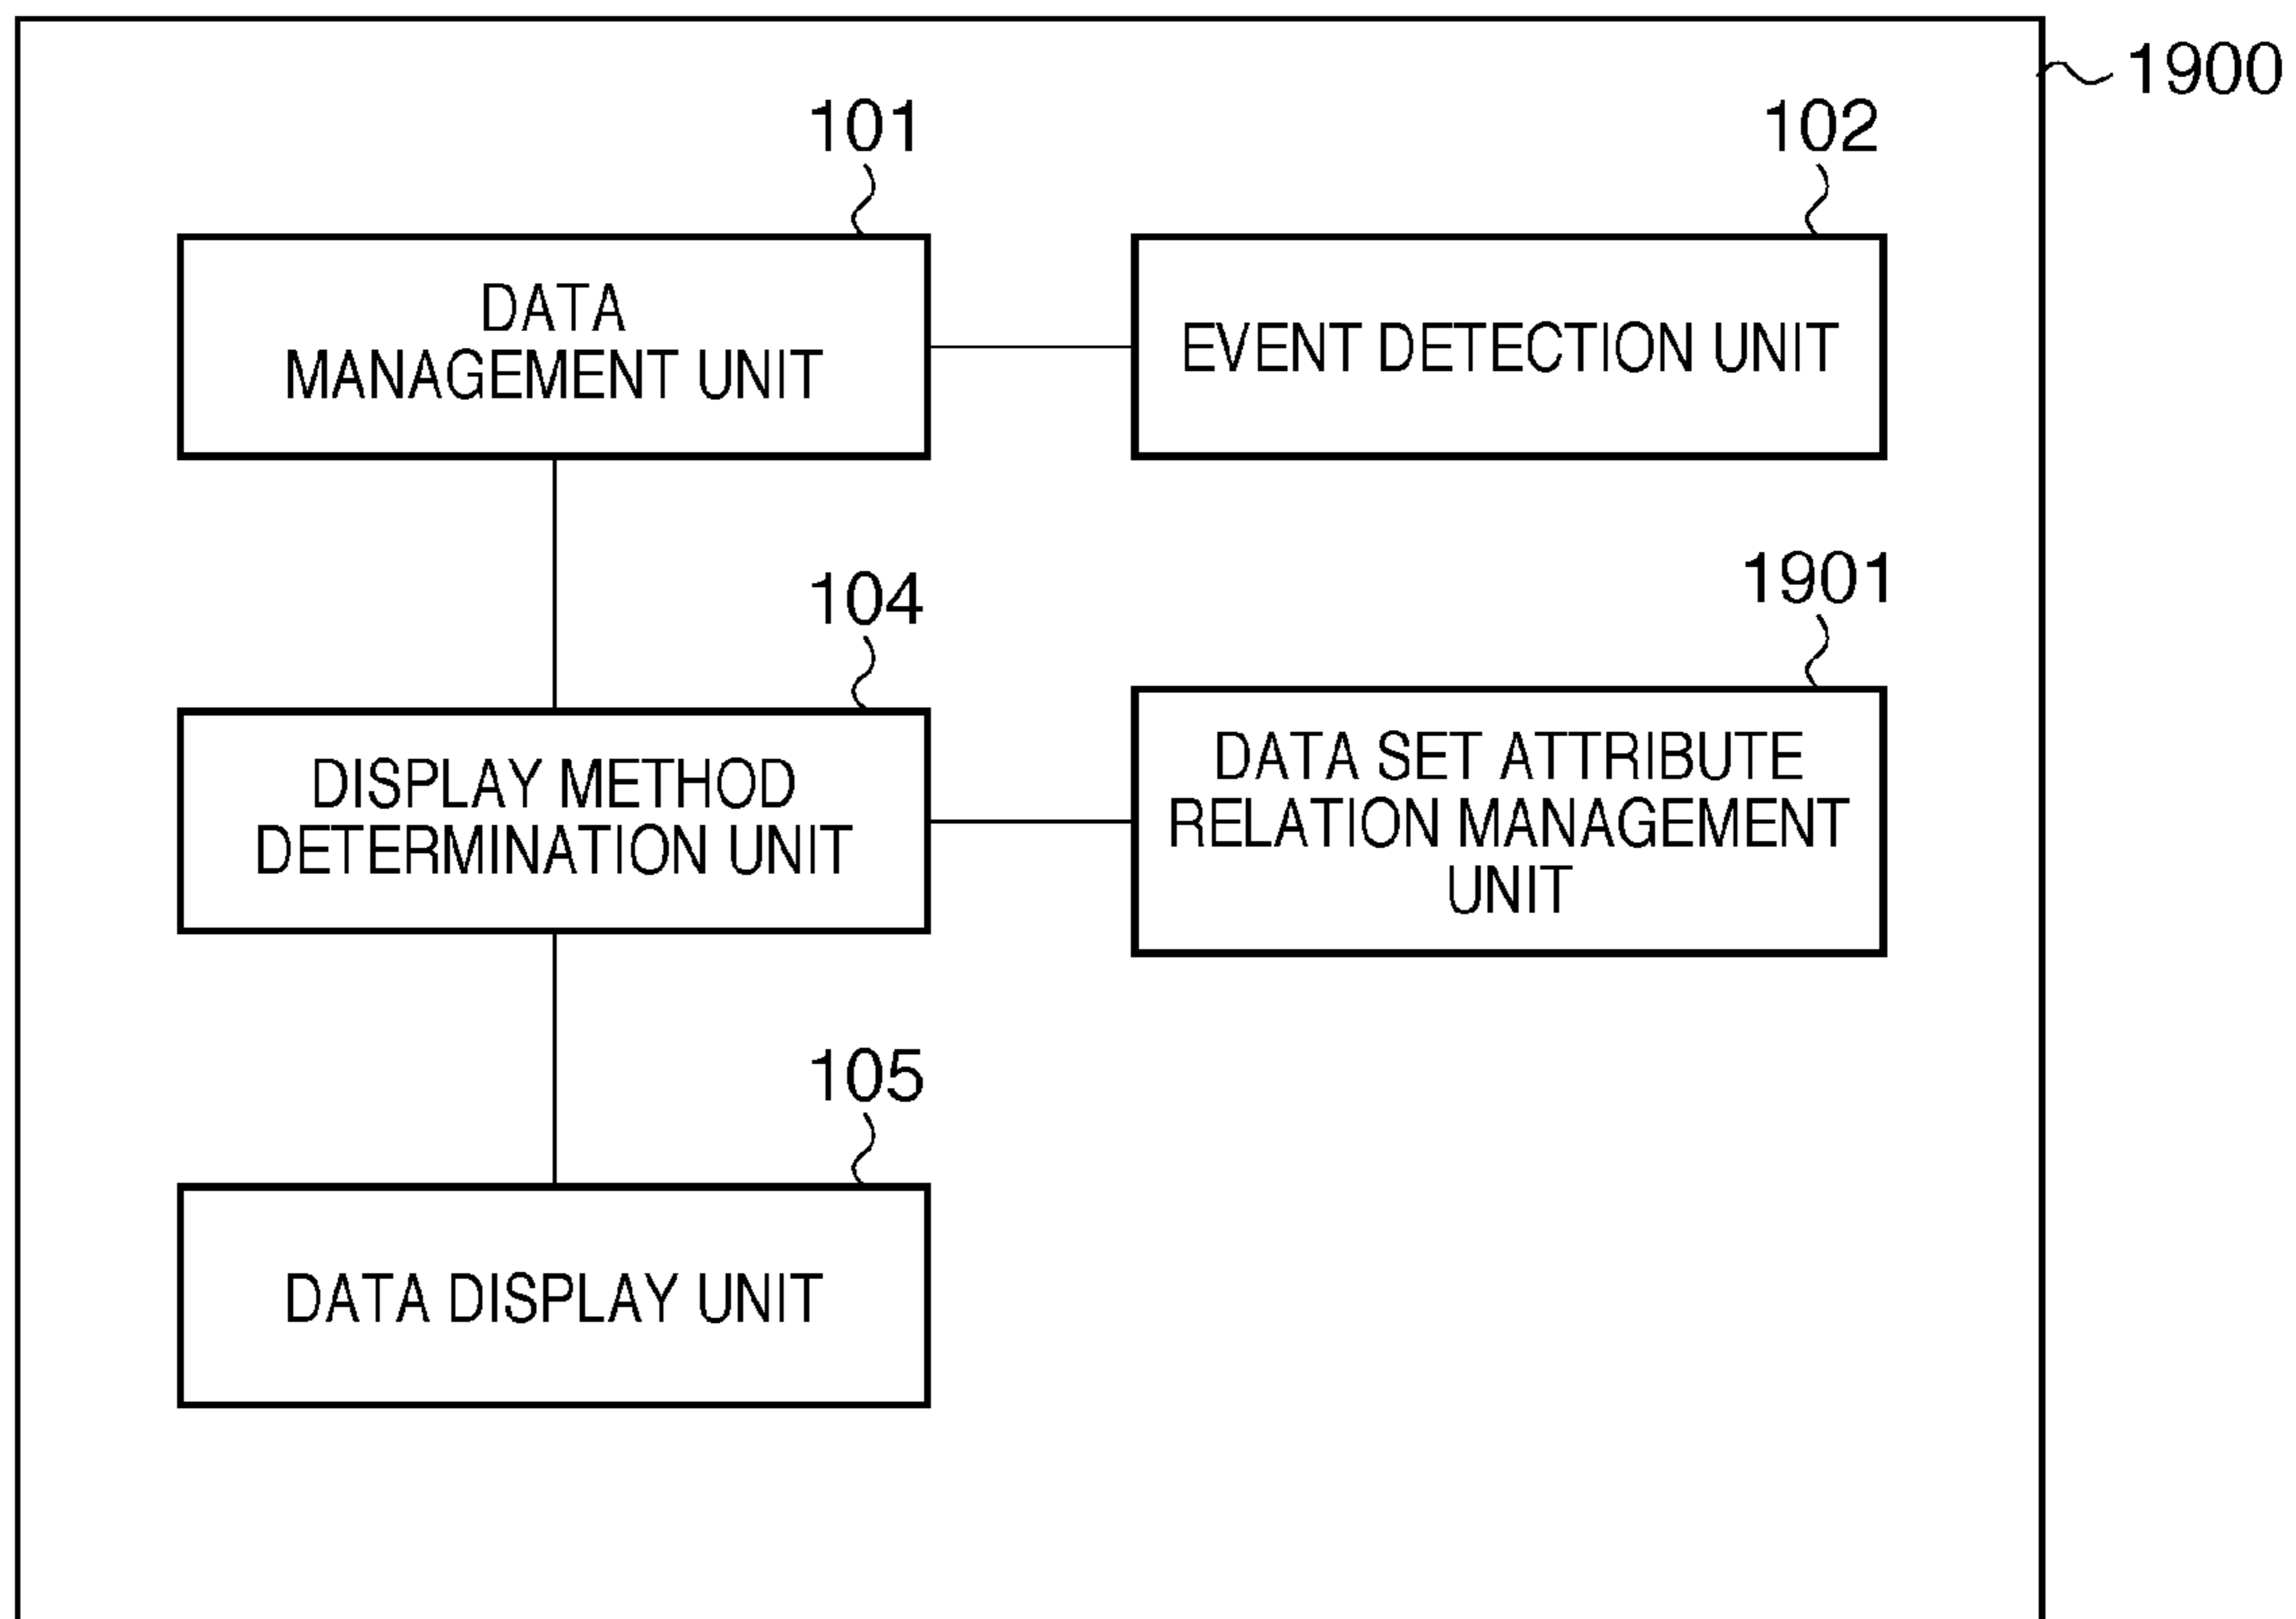 1900
101
102
DATA
MANAGEMENT UNIT
EVENT DETECTION UNIT
104
1901
DISPLAY METHOD
DETERMINATION UNIT
DATA SET ATTRIBUTE
RELATION MANAGEMENT
UNIT
105
DATA DISPLAY UNIT